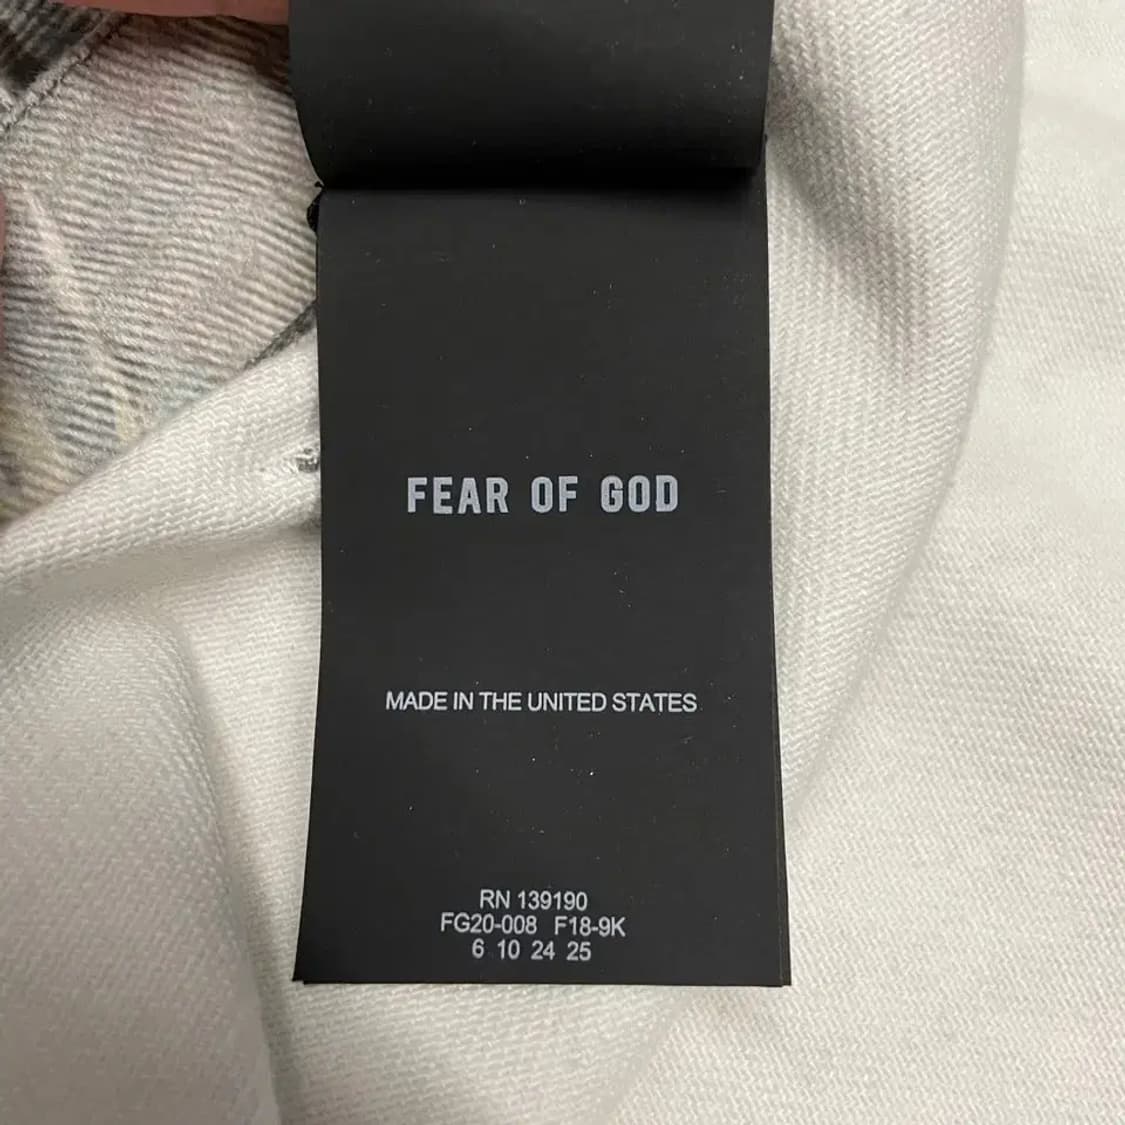 FEAR OF GOD
MADE IN THE UNITED STATES
RN 139190
FG20-008 F18-9K
6 10 24 25